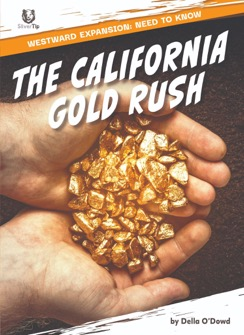 SilverTip
WESTWARD EXPANSION: NEED TO KNOW
THE CALIFORNIA
GOLD RUSH
by Della O'Dowd